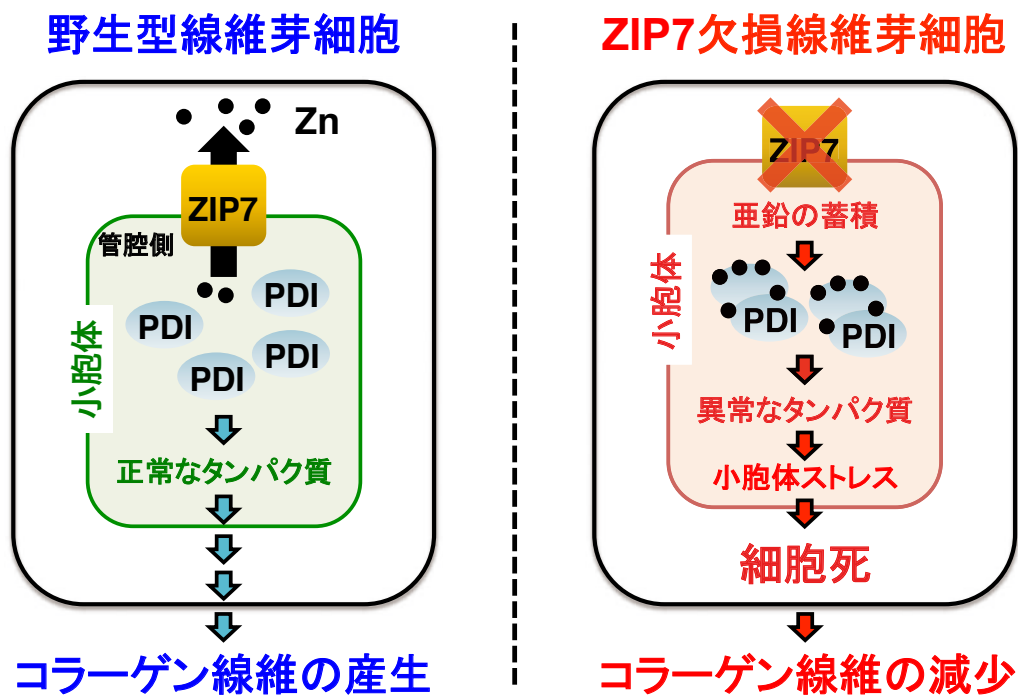 野生型線維芽細胞
Zn
ZIP7
管腔側
小胞体
PDI
PDI
PDI
PDI
正常なタンパク質
コラーゲン線維の産生
ZIP7欠損線維芽細胞
ZIP7
亜鉛の蓄積
小胞体
PDI
PDI
異常なタンパク質
小胞体ストレス
細胞死
コラーゲン線維の減少